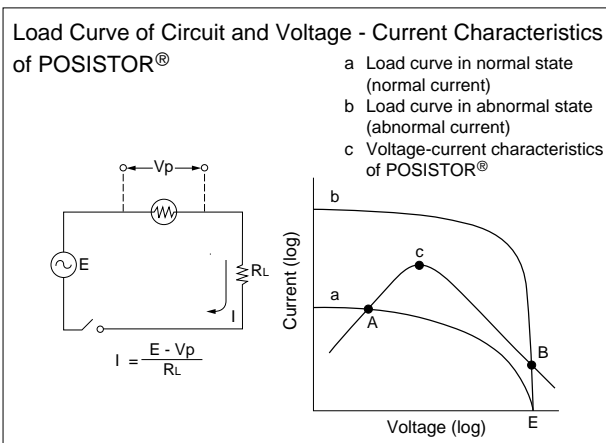 Load Curve of Circuit and Voltage - Current Characteristics
of POSISTOR®
a Load curve in normal state
(normal current)
b Load curve in abnormal state
(abnormal current)
c Voltage-current characteristics
of POSISTOR®
Vp
E
RL
I
I = E - Vp
RL
Current (log)
b
c
a
A
B
E
Voltage (log)